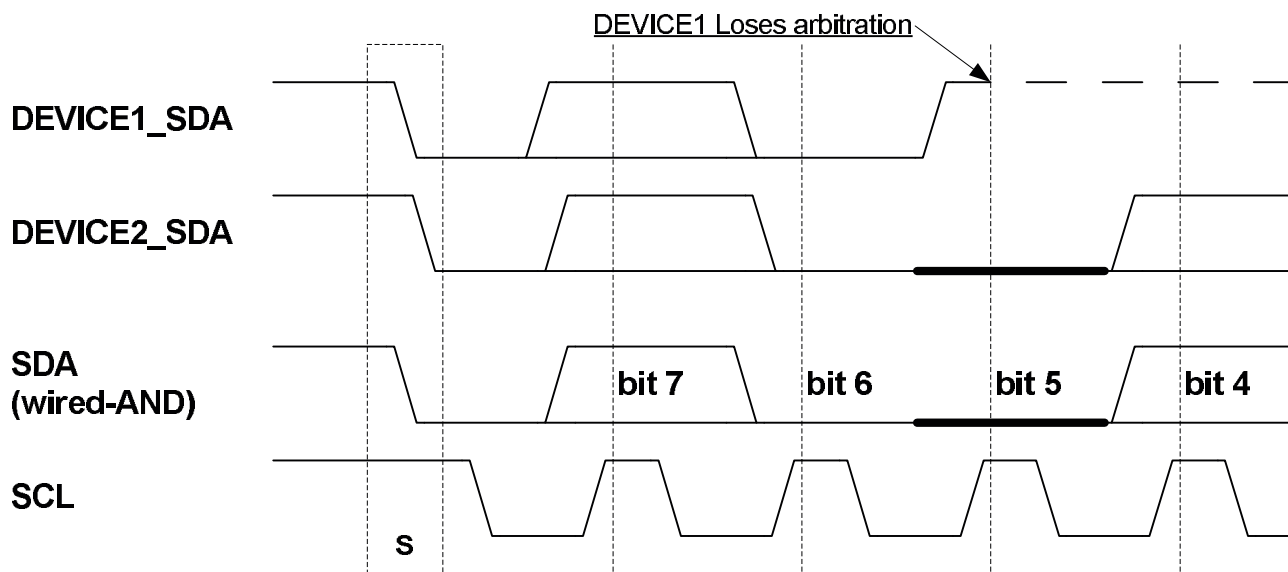 DEVICE1 Loses arbitration
DEVICE1_SDA
DEVICE2_SDA
SDA
(wired-AND)
bit 7 bit 6 bit 5 bit 4
SCL
S